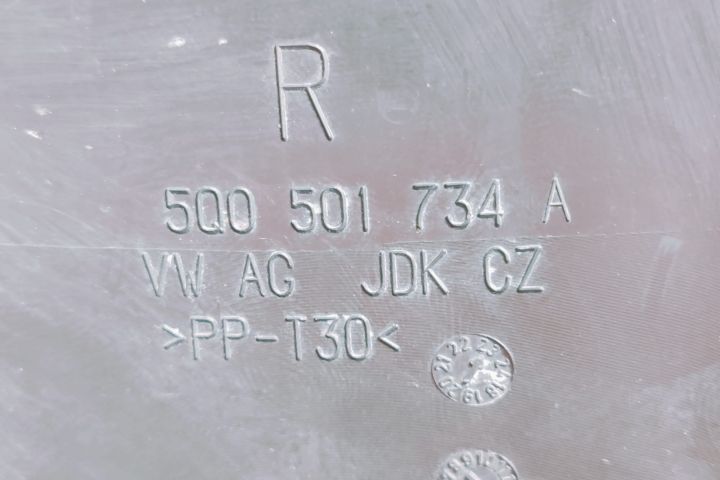 R
5Q0 501 734 A
VW AG JDK CZ
>PP-T30<